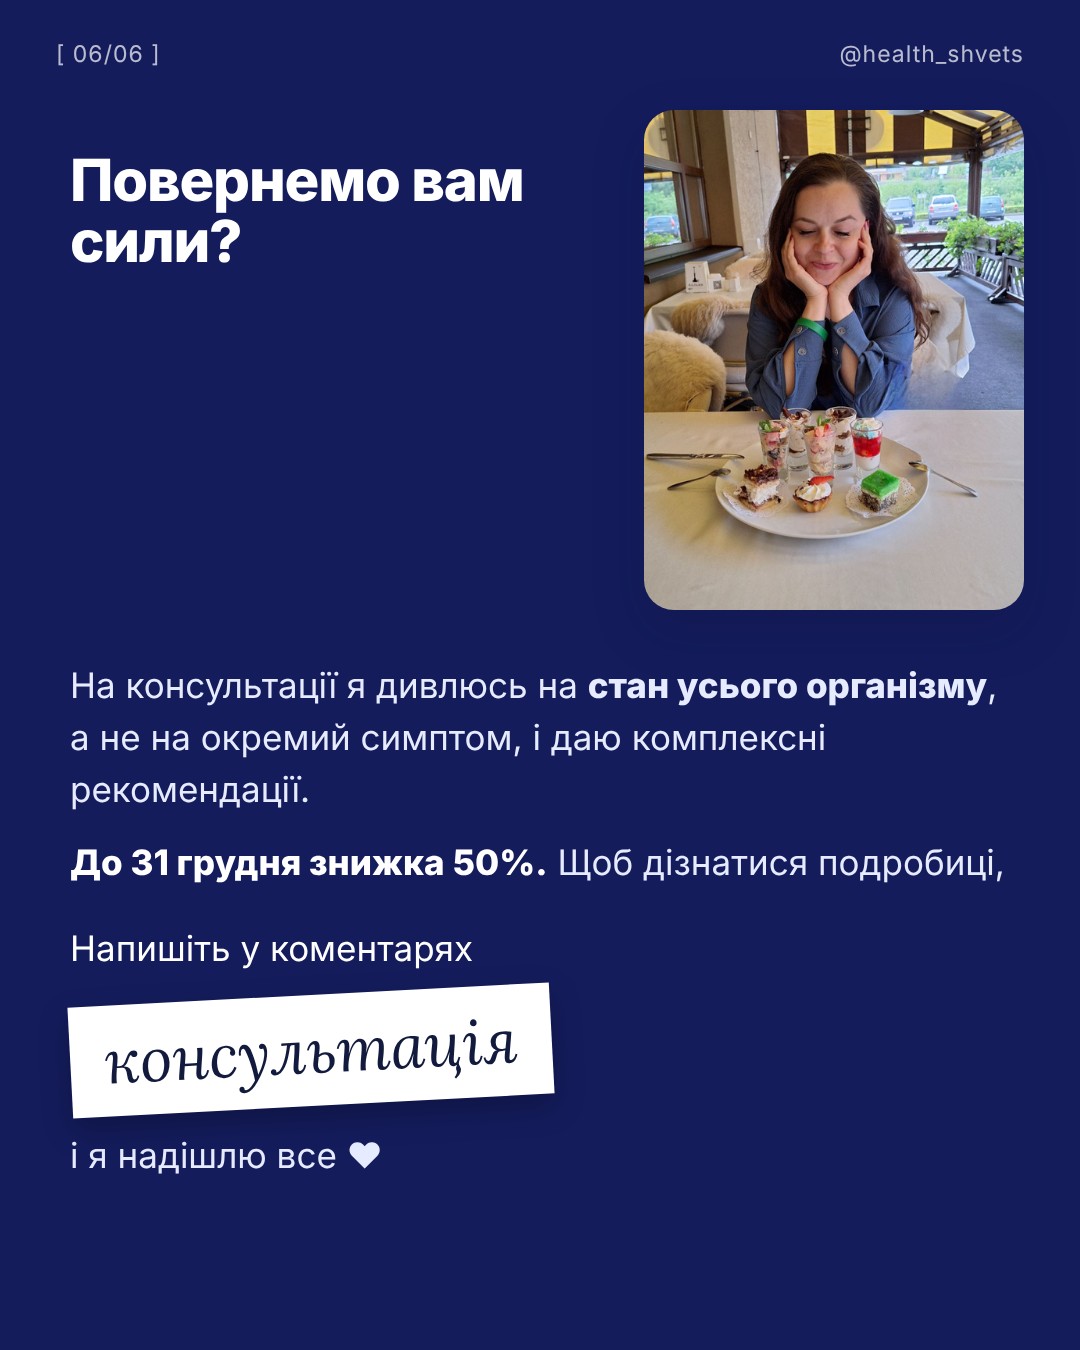 [ 06/06 ]
@health_shvets
Повернемо вам
сили?
На консультації я дивлюсь на стан усього організму,
а не на окремий симптом, і даю комплексні
рекомендації.
До 31 грудня знижка 50%. Щоб дізнатися подробиці,
Напишіть у коментарях
консультація
і я надішлю все ♥